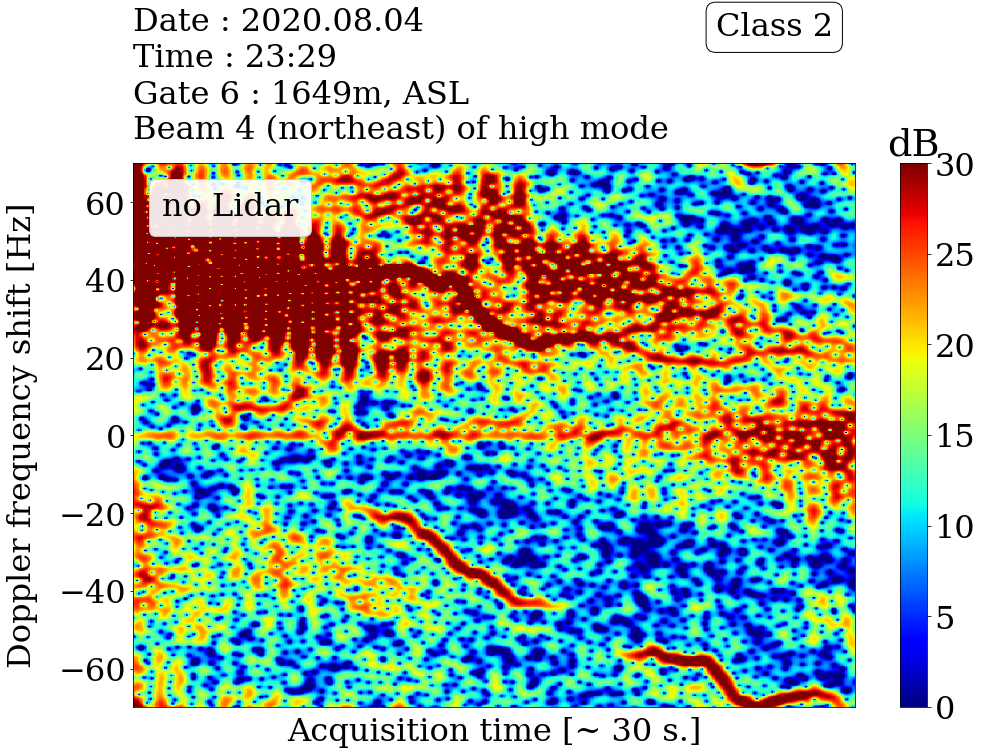 Date : 2020.08.04
Time : 23:29
Gate 6 : 1649m, ASL
Beam 4 (northeast) of high mode
Class 2
dB
no Lidar
60
40
20
0
−20
−40
−60
Doppler frequency shift [Hz]
Acquisition time [~ 30 s.]
30
25
20
15
10
5
0